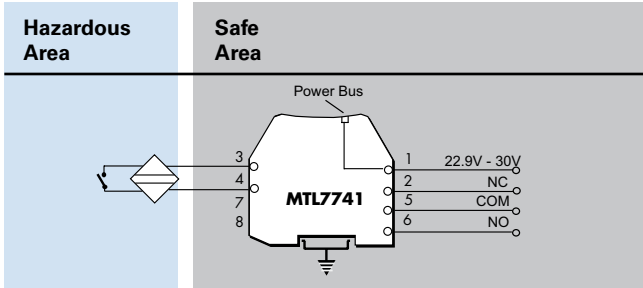 Hazardous
Area
Safe
Area
Power Bus
3
4
7
8
MTL7741
1
22.9V - 30V
2
NC
5
COM
6
NO